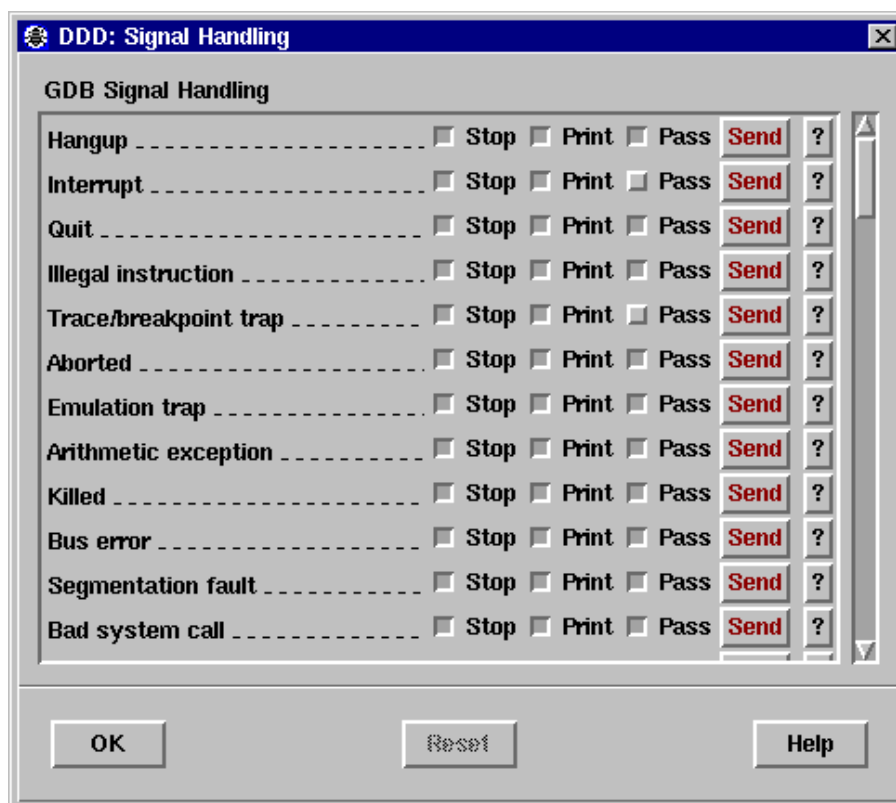 DDD: Signal Handling
GDB Signal Handling
Hangup Stop Print Pass Send ?
Interrupt Stop Print Pass Send ?
Quit Stop Print Pass Send ?
Illegal instruction Stop Print Pass Send ?
Trace/breakpoint trap Stop Print Pass Send ?
Aborted Stop Print Pass Send ?
Emulation trap Stop Print Pass Send ?
Arithmetic exception Stop Print Pass Send ?
Killed Stop Print Pass Send ?
Bus error Stop Print Pass Send ?
Segmentation fault Stop Print Pass Send ?
Bad system call Stop Print Pass Send ?
OK Reset Help